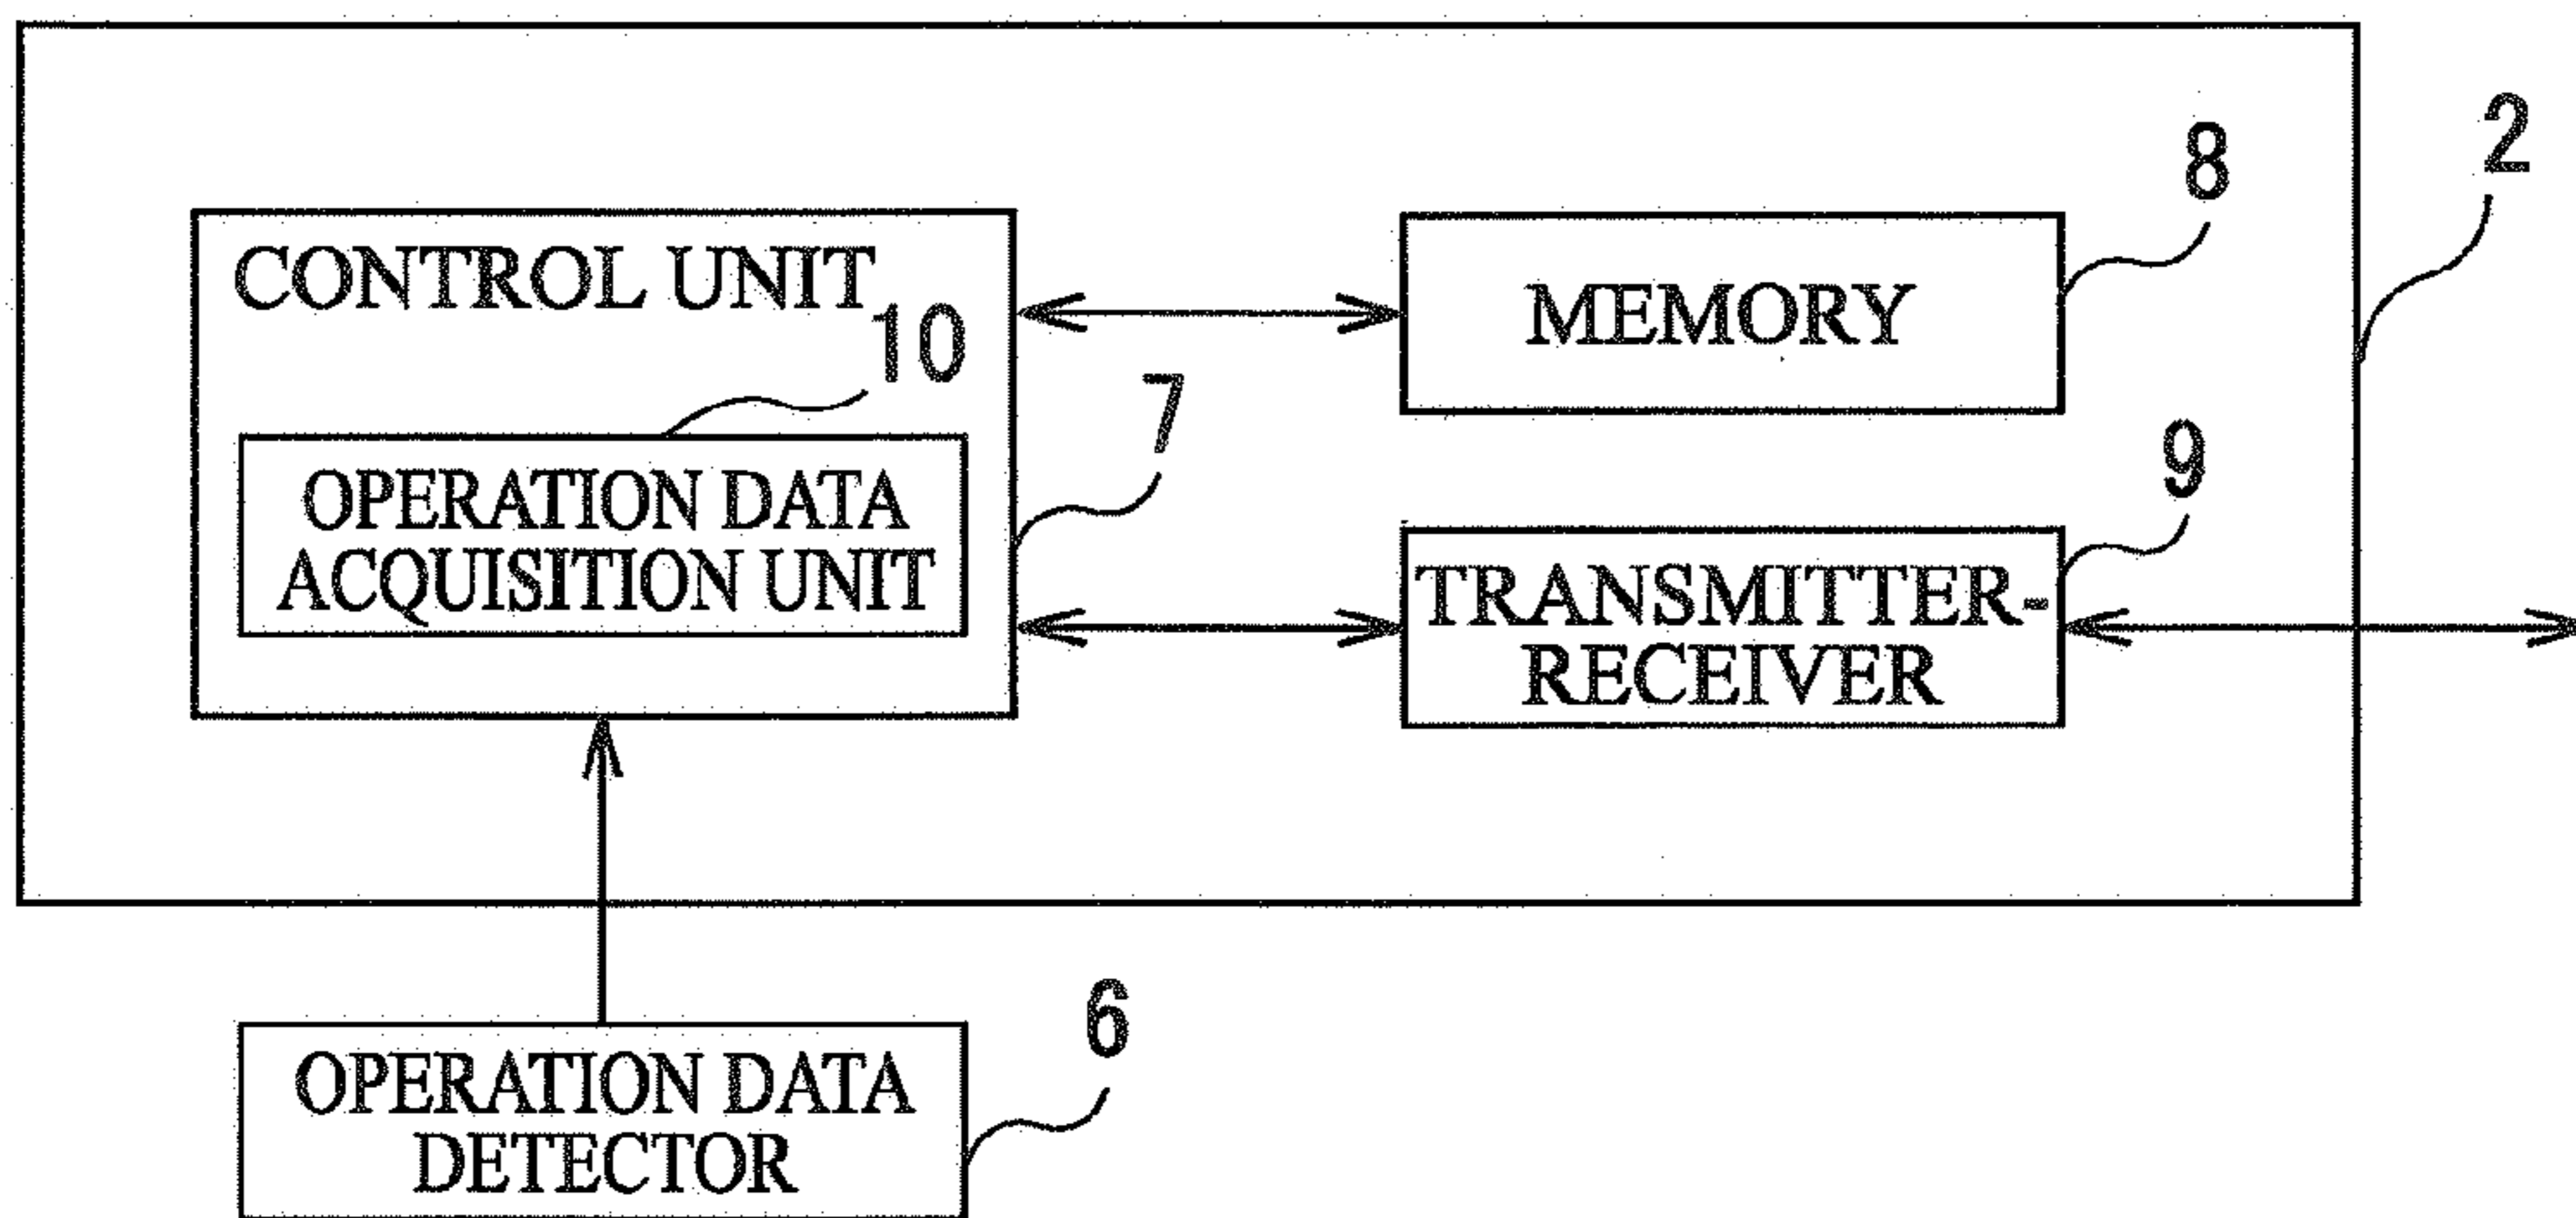 2
8
CONTROL UNIT
MEMORY
10
7
9
OPERATION DATA
ACQUISITION UNIT
TRANSMITTER-
RECEIVER
6
OPERATION DATA
DETECTOR